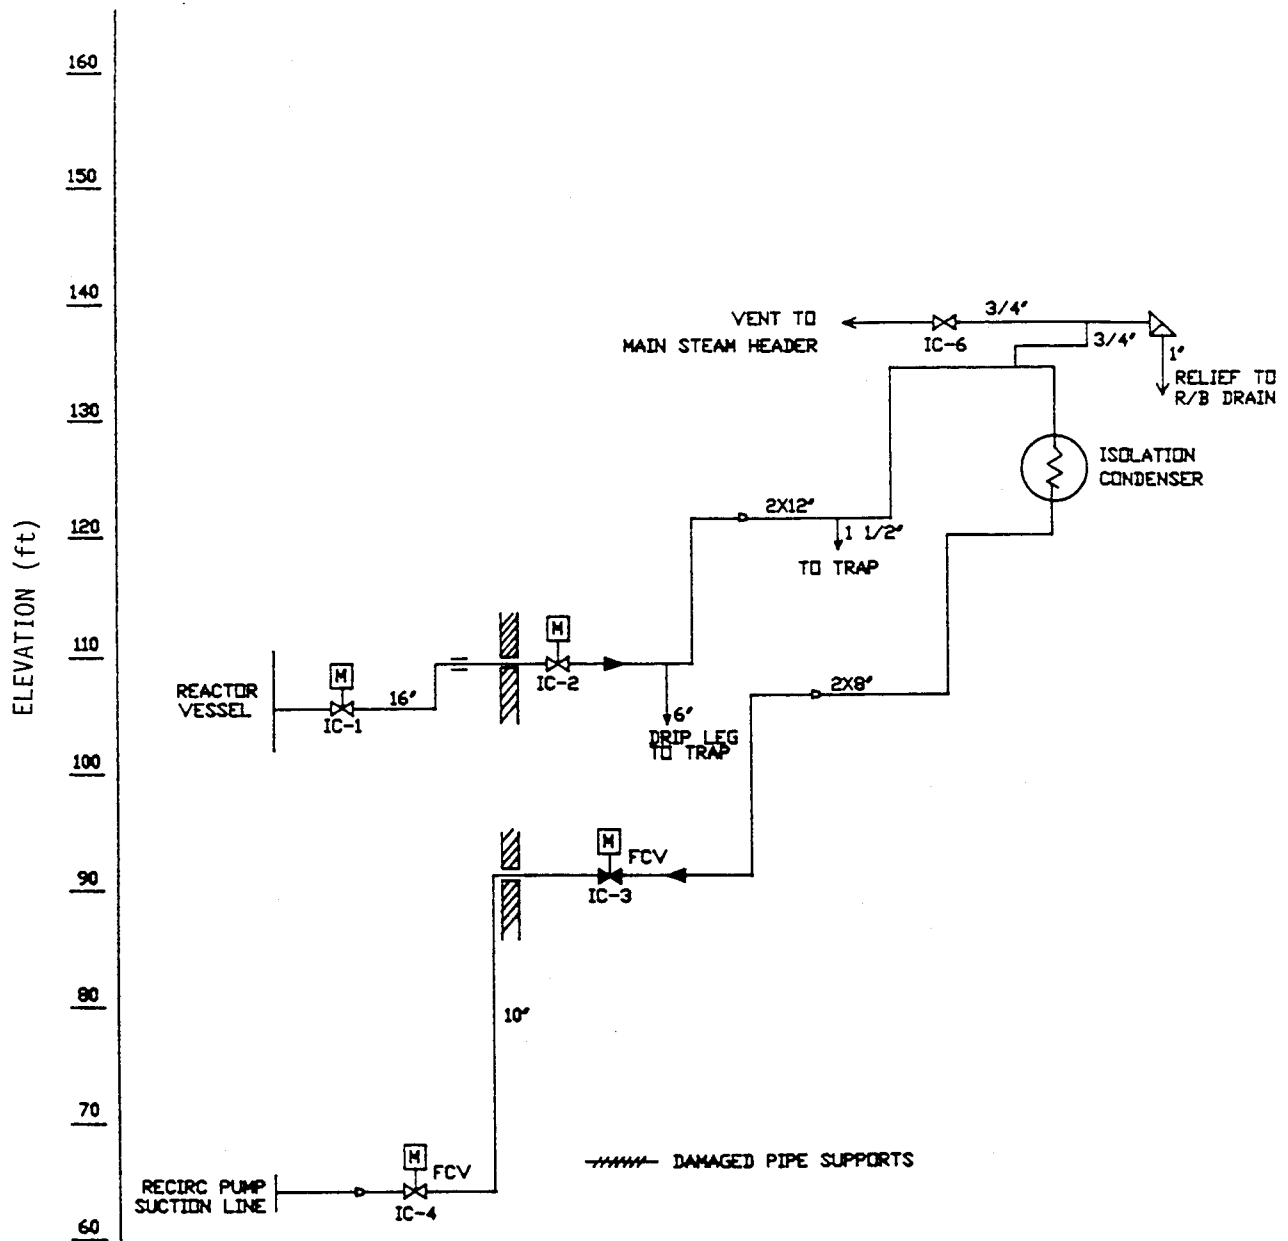 160
150
140
3/4"
VENT TO
MAIN STEAM HEADER
IC-6
3/4"
1"
RELIEF TO
R/B DRAIN
130
ISOLATION
CONDENSER
2X12"
120
1 1/2"
TO TRAP
ELEVATION (ft)
M
110
IC-2
M
REACTOR
VESSEL
16"
IC-1
2X8"
6"
DRIP LEG
TO TRAP
100
M
FCV
90
IC-3
80
10"
70
M
FCV
DAMAGED PIPE SUPPORTS
RECIRC PUMP
SUCTION LINE
IC-4
60